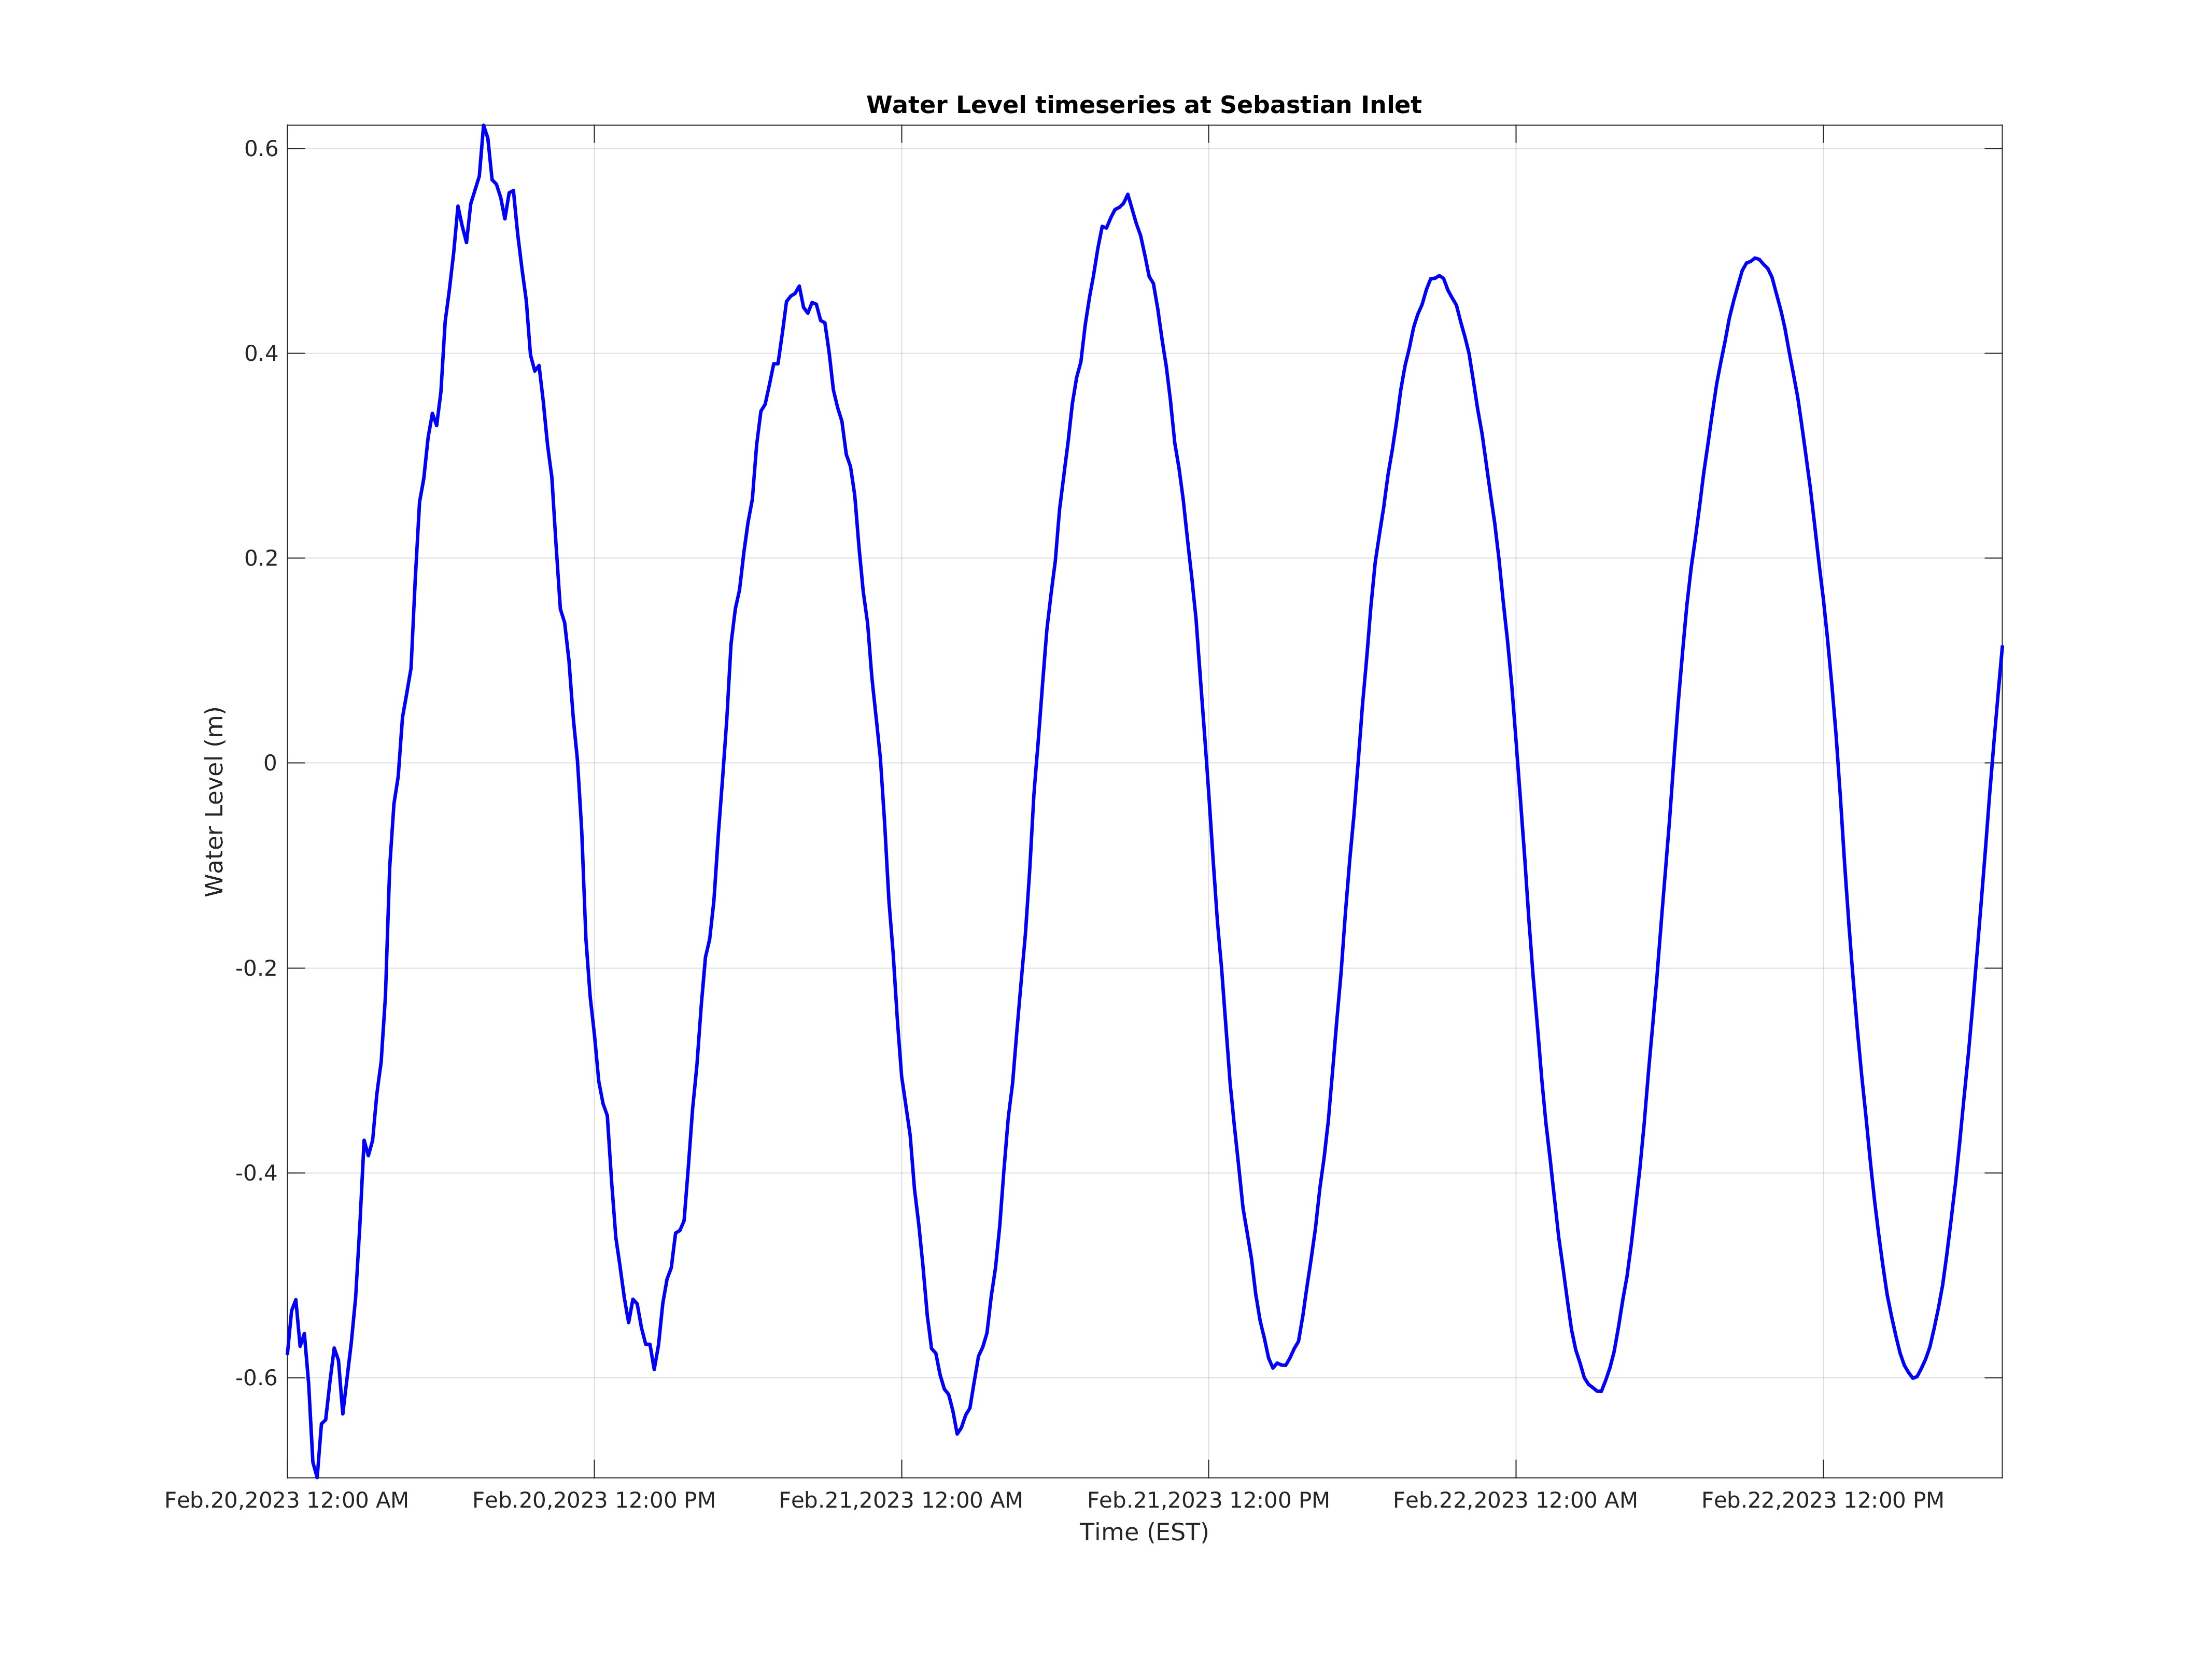 Water Level timeseries at Sebastian Inlet
0.6
0.4
0.2
0
-0.2
-0.4
-0.6
Water Level (m)
Feb.20,2023 12:00 AM Feb.20,2023 12:00 PM Feb.21,2023 12:00 AM Feb.21,2023 12:00 PM Feb.22,2023 12:00 AM Feb.22,2023 12:00 PM
Time (EST)